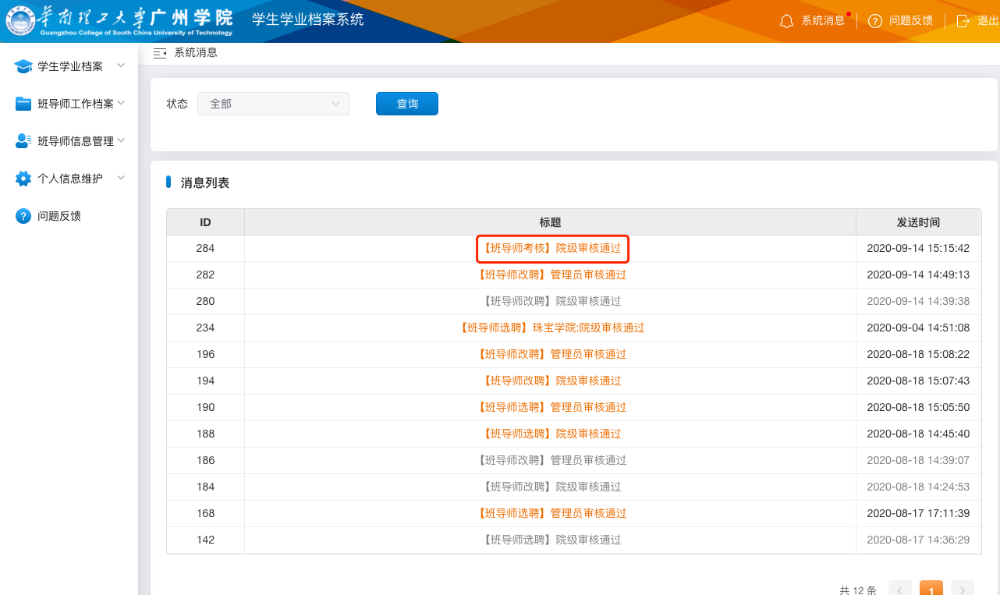 华南理工大学广州学院
Guangzhou College of South China University of Technology
学生学业档案系统
系统消息
问题反馈
退出
学生学业档案
班导师工作档案
班导师信息管理
个人信息维护
问题反馈
系统消息
状态 全部 查询
消息列表
ID 标题 发送时间
284 【班导师考核】院级审核通过 2020-09-14 15:15:42
282 【班导师改聘】管理员审核通过 2020-09-14 14:49:13
280 【班导师改聘】院级审核通过 2020-09-14 14:39:38
234 【班导师选聘】珠宝学院:院级审核通过 2020-09-04 14:51:08
196 【班导师改聘】管理员审核通过 2020-08-18 15:08:22
194 【班导师改聘】院级审核通过 2020-08-18 15:07:43
190 【班导师选聘】管理员审核通过 2020-08-18 15:05:50
188 【班导师选聘】院级审核通过 2020-08-18 14:45:40
186 【班导师改聘】管理员审核通过 2020-08-18 14:39:07
184 【班导师改聘】院级审核通过 2020-08-18 14:24:53
168 【班导师选聘】管理员审核通过 2020-08-17 17:11:39
142 【班导师选聘】院级审核通过 2020-08-17 14:36:29
共 12 条 1